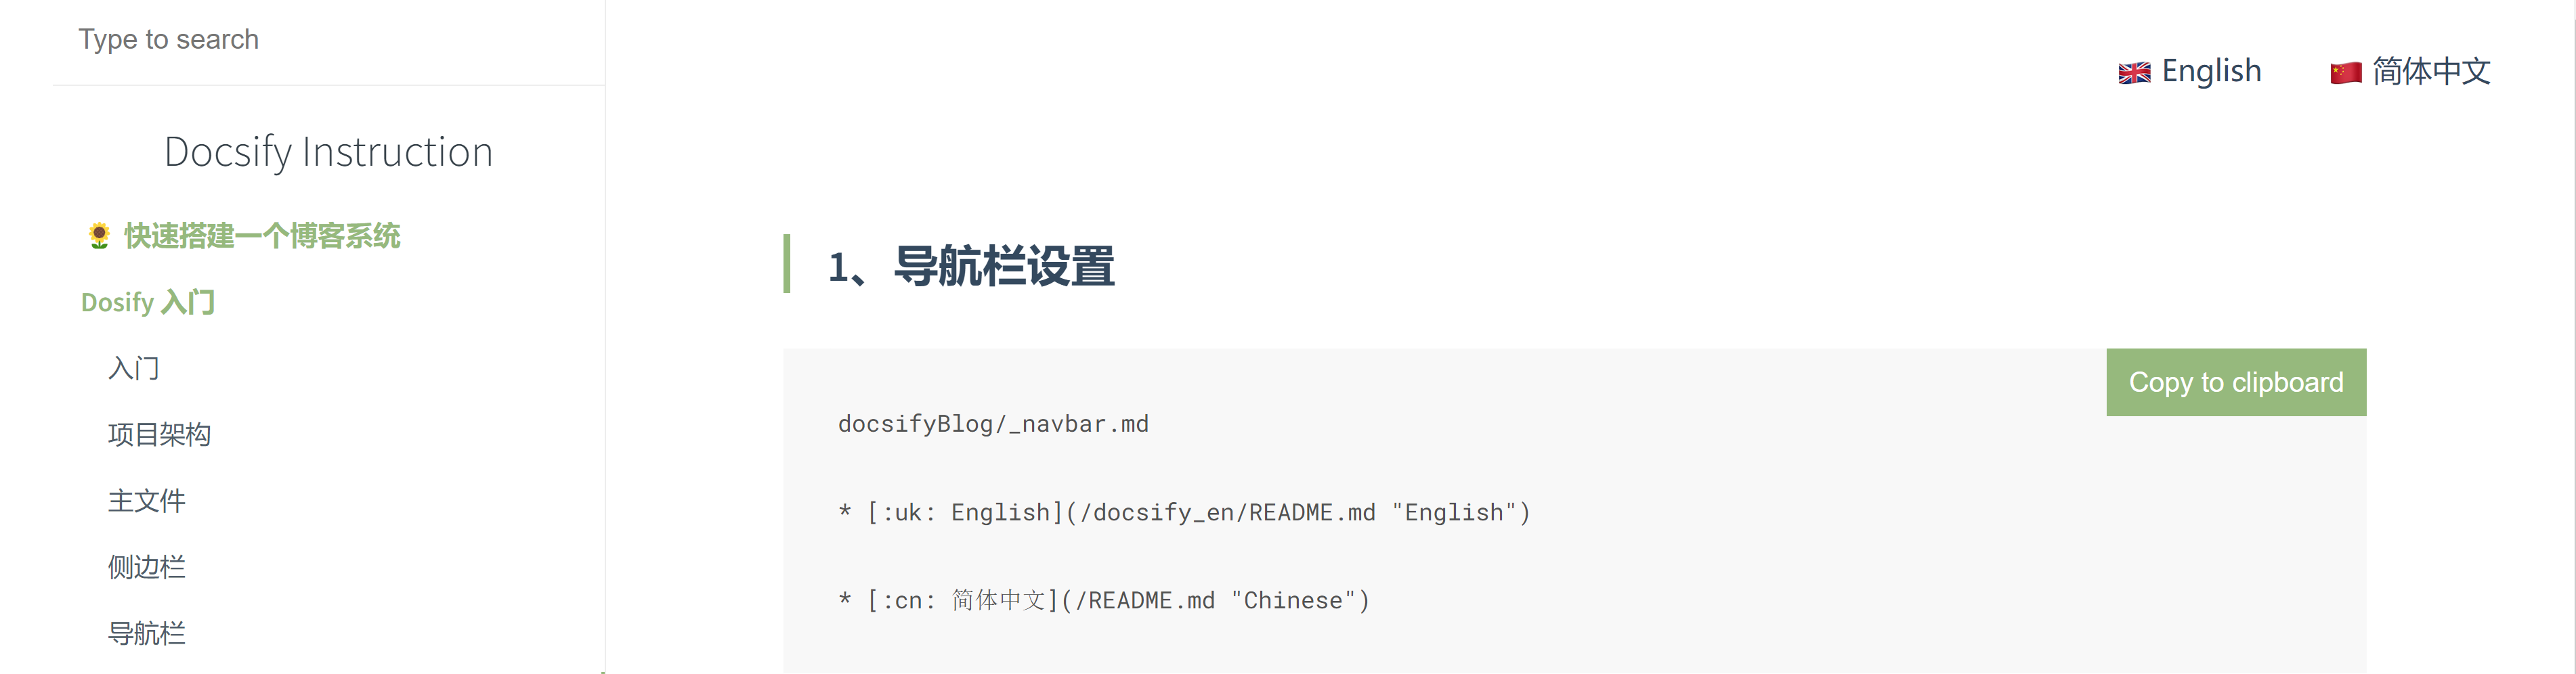 Type to search
English
简体中文
Docsify Instruction
快速搭建一个博客系统
Dosify 入门
入门
项目架构
主文件
侧边栏
导航栏
1、导航栏设置
Copy to clipboard
docsifyBlog/_navbar.md
* [:uk: English](/docsify_en/README.md "English")
* [:cn: 简体中文](/README.md "Chinese")